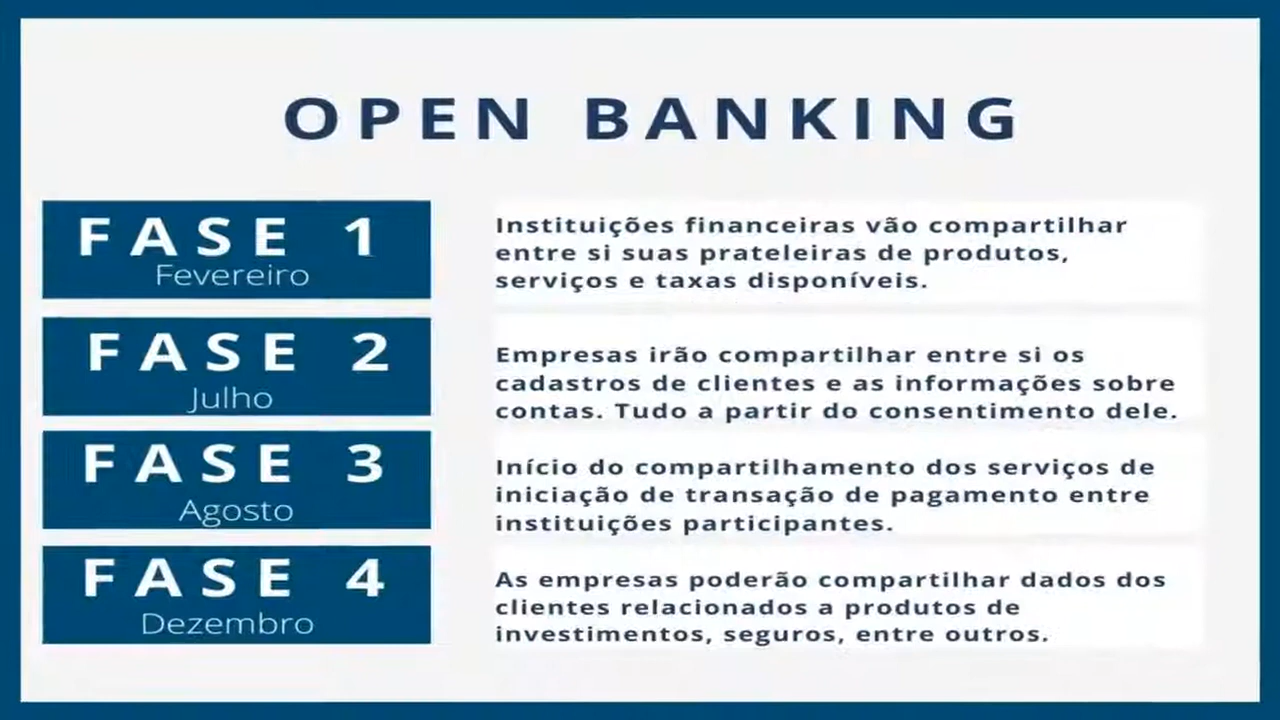 OPEN BANKING
FASE 1
Fevereiro
Instituições financeiras vão compartilhar
entre si suas prateleiras de produtos,
serviços e taxas disponíveis.
FASE 2
Julho
Empresas irão compartilhar entre si os
cadastros de clientes e as informações sobre
contas. Tudo a partir do consentimento dele.
FASE 3
Agosto
Início do compartilhamento dos serviços de
iniciação de transação de pagamento entre
instituições participantes.
FASE 4
Dezembro
As empresas poderão compartilhar dados dos
clientes relacionados a produtos de
investimentos, seguros, entre outros.